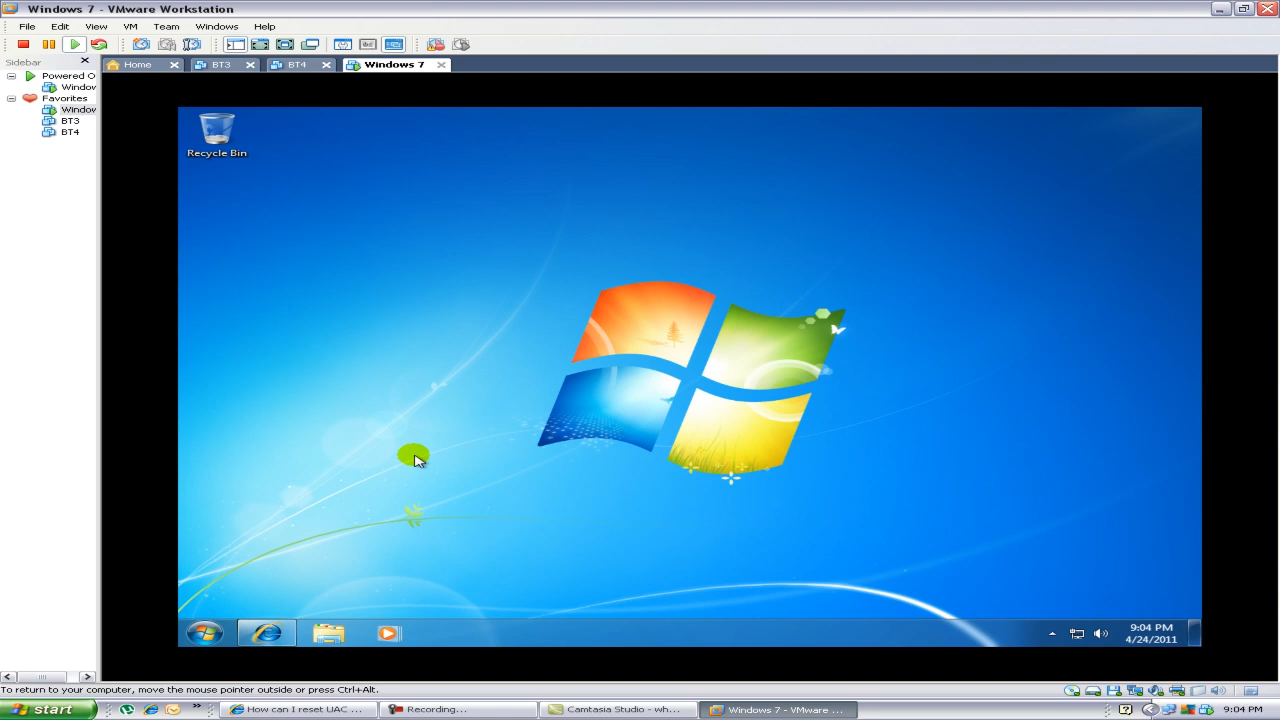 Windows 7 - VMware Workstation
File Edit View VM Team Windows Help
Sidebar
Home BT3 BT4 Windows 7
Powered O
Window
Favorites
Window
BT3
BT4
Recycle Bin
9:04 PM
4/24/2011
To return to your computer, move the mouse pointer outside or press Ctrl+Alt.
start
How can I reset UAC ...
Recording...
Camtasia Studio - wh...
Windows 7 - VMware ...
9:04 PM